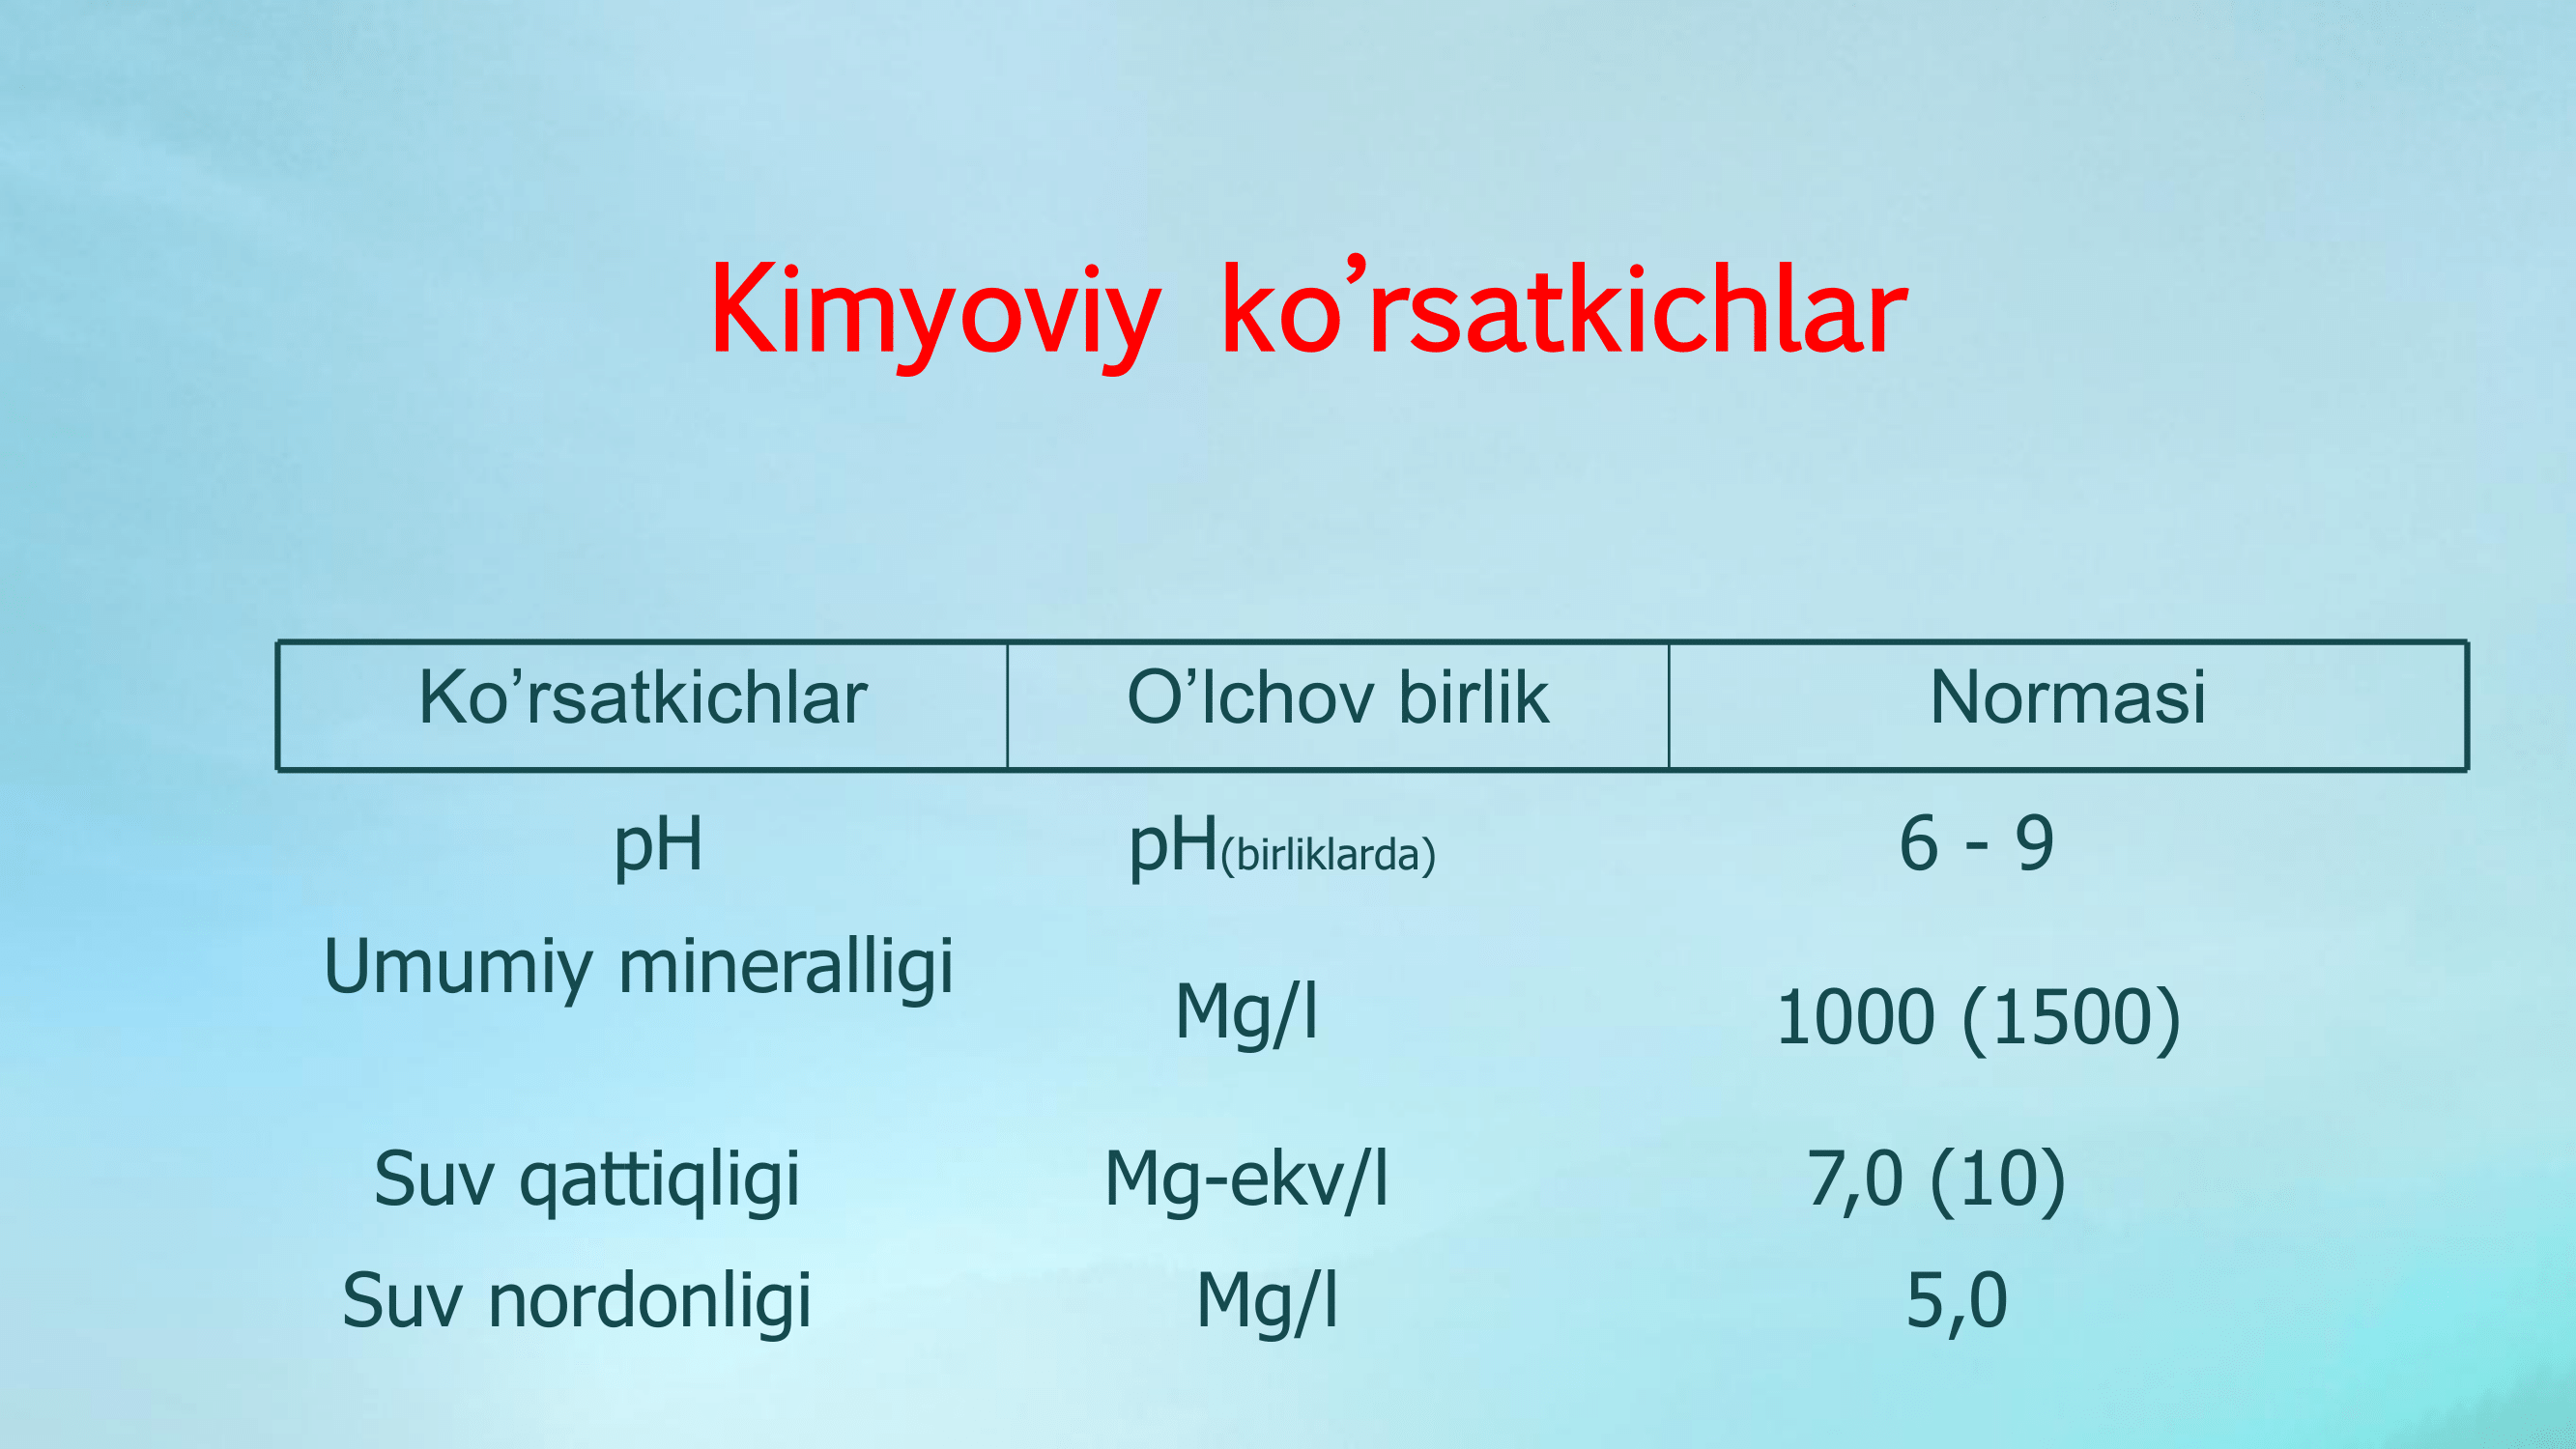 Kimyoviy ko’rsatkichlar
Ko’rsatkichlar O’lchov birlik Normasi
pH pH(birliklarda) 6 - 9
Umumiy mineralligi Mg/l 1000 (1500)
Suv qattiqligi Mg-ekv/l 7,0 (10)
Suv nordonligi Mg/l 5,0